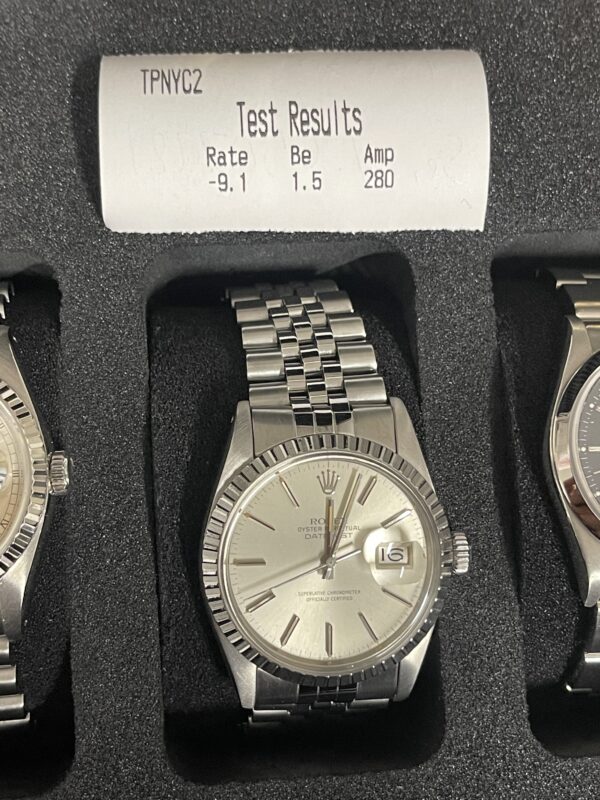 TPNYC2
Test Results
Rate Be Amp
-9.1 1.5 280
ROLEX
OYSTER PERPETUAL
DATEJUST
16
SUPERLATIVE CHRONOMETER
OFFICIALLY CERTIFIED